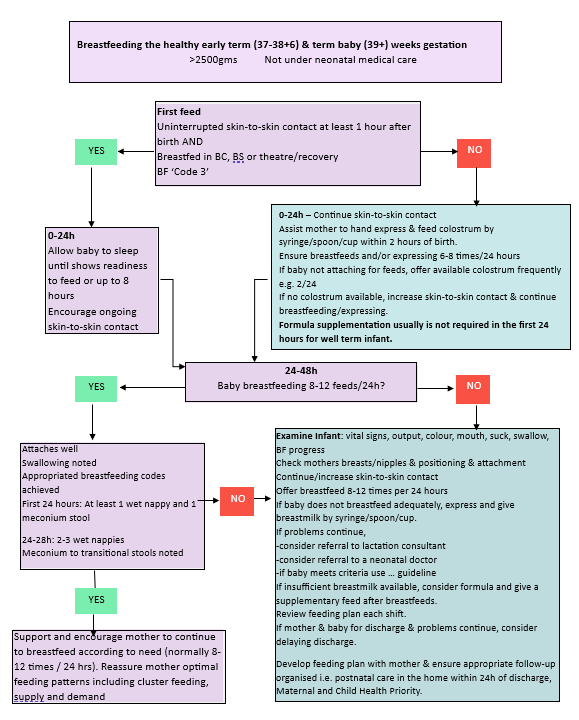 Breastfeeding the healthy early term (37-38+6) & term baby (39+) weeks gestation
>2500gms Not under neonatal medical care
First feed
Uninterrupted skin-to-skin contact at least 1 hour after
birth AND
Breastfed in BC, BS or theatre/recovery
BF ‘Code 3’
YES
NO
0-24h
Allow baby to sleep
until shows readiness
to feed or up to 8
hours
Encourage ongoing
skin-to-skin contact
0-24h – Continue skin-to-skin contact
Assist mother to hand express & feed colostrum by
syringe/spoon/cup within 2 hours of birth.
Ensure breastfeeds and/or expressing 6-8 times/24 hours
If baby not attaching for feeds, offer available colostrum frequently
e.g. 2/24
If no colostrum available, increase skin-to-skin contact & continue
breastfeeding/expressing.
Formula supplementation usually is not required in the first 24
hours for well term infant.
24-48h
Baby breastfeeding 8-12 feeds/24h?
YES
NO
Attaches well
Swallowing noted
Appropriated breastfeeding codes
achieved
First 24 hours: At least 1 wet nappy and 1
meconium stool
24-28h: 2-3 wet nappies
Meconium to transitional stools noted
NO
Examine Infant: vital signs, output, colour, mouth, suck, swallow,
BF progress
Check mothers breasts/nipples & positioning & attachment
Continue/increase skin-to-skin contact
Offer breastfeed 8-12 times per 24 hours
If baby does not breastfeed adequately, express and give
breastmilk by syringe/spoon/cup.
If problems continue,
-consider referral to lactation consultant
-consider referral to a neonatal doctor
-if baby meets criteria use ... guideline
If insufficient breastmilk available, consider formula and give a
supplementary feed after breastfeeds.
Review feeding plan each shift.
If mother & baby for discharge & problems continue, consider
delaying discharge.
Develop feeding plan with mother & ensure appropriate follow-up
organised i.e. postnatal care in the home within 24h of discharge,
Maternal and Child Health Priority.
YES
Support and encourage mother to continue
to breastfeed according to need (normally 8-
12 times / 24 hrs). Reassure mother optimal
feeding patterns including cluster feeding,
supply and demand